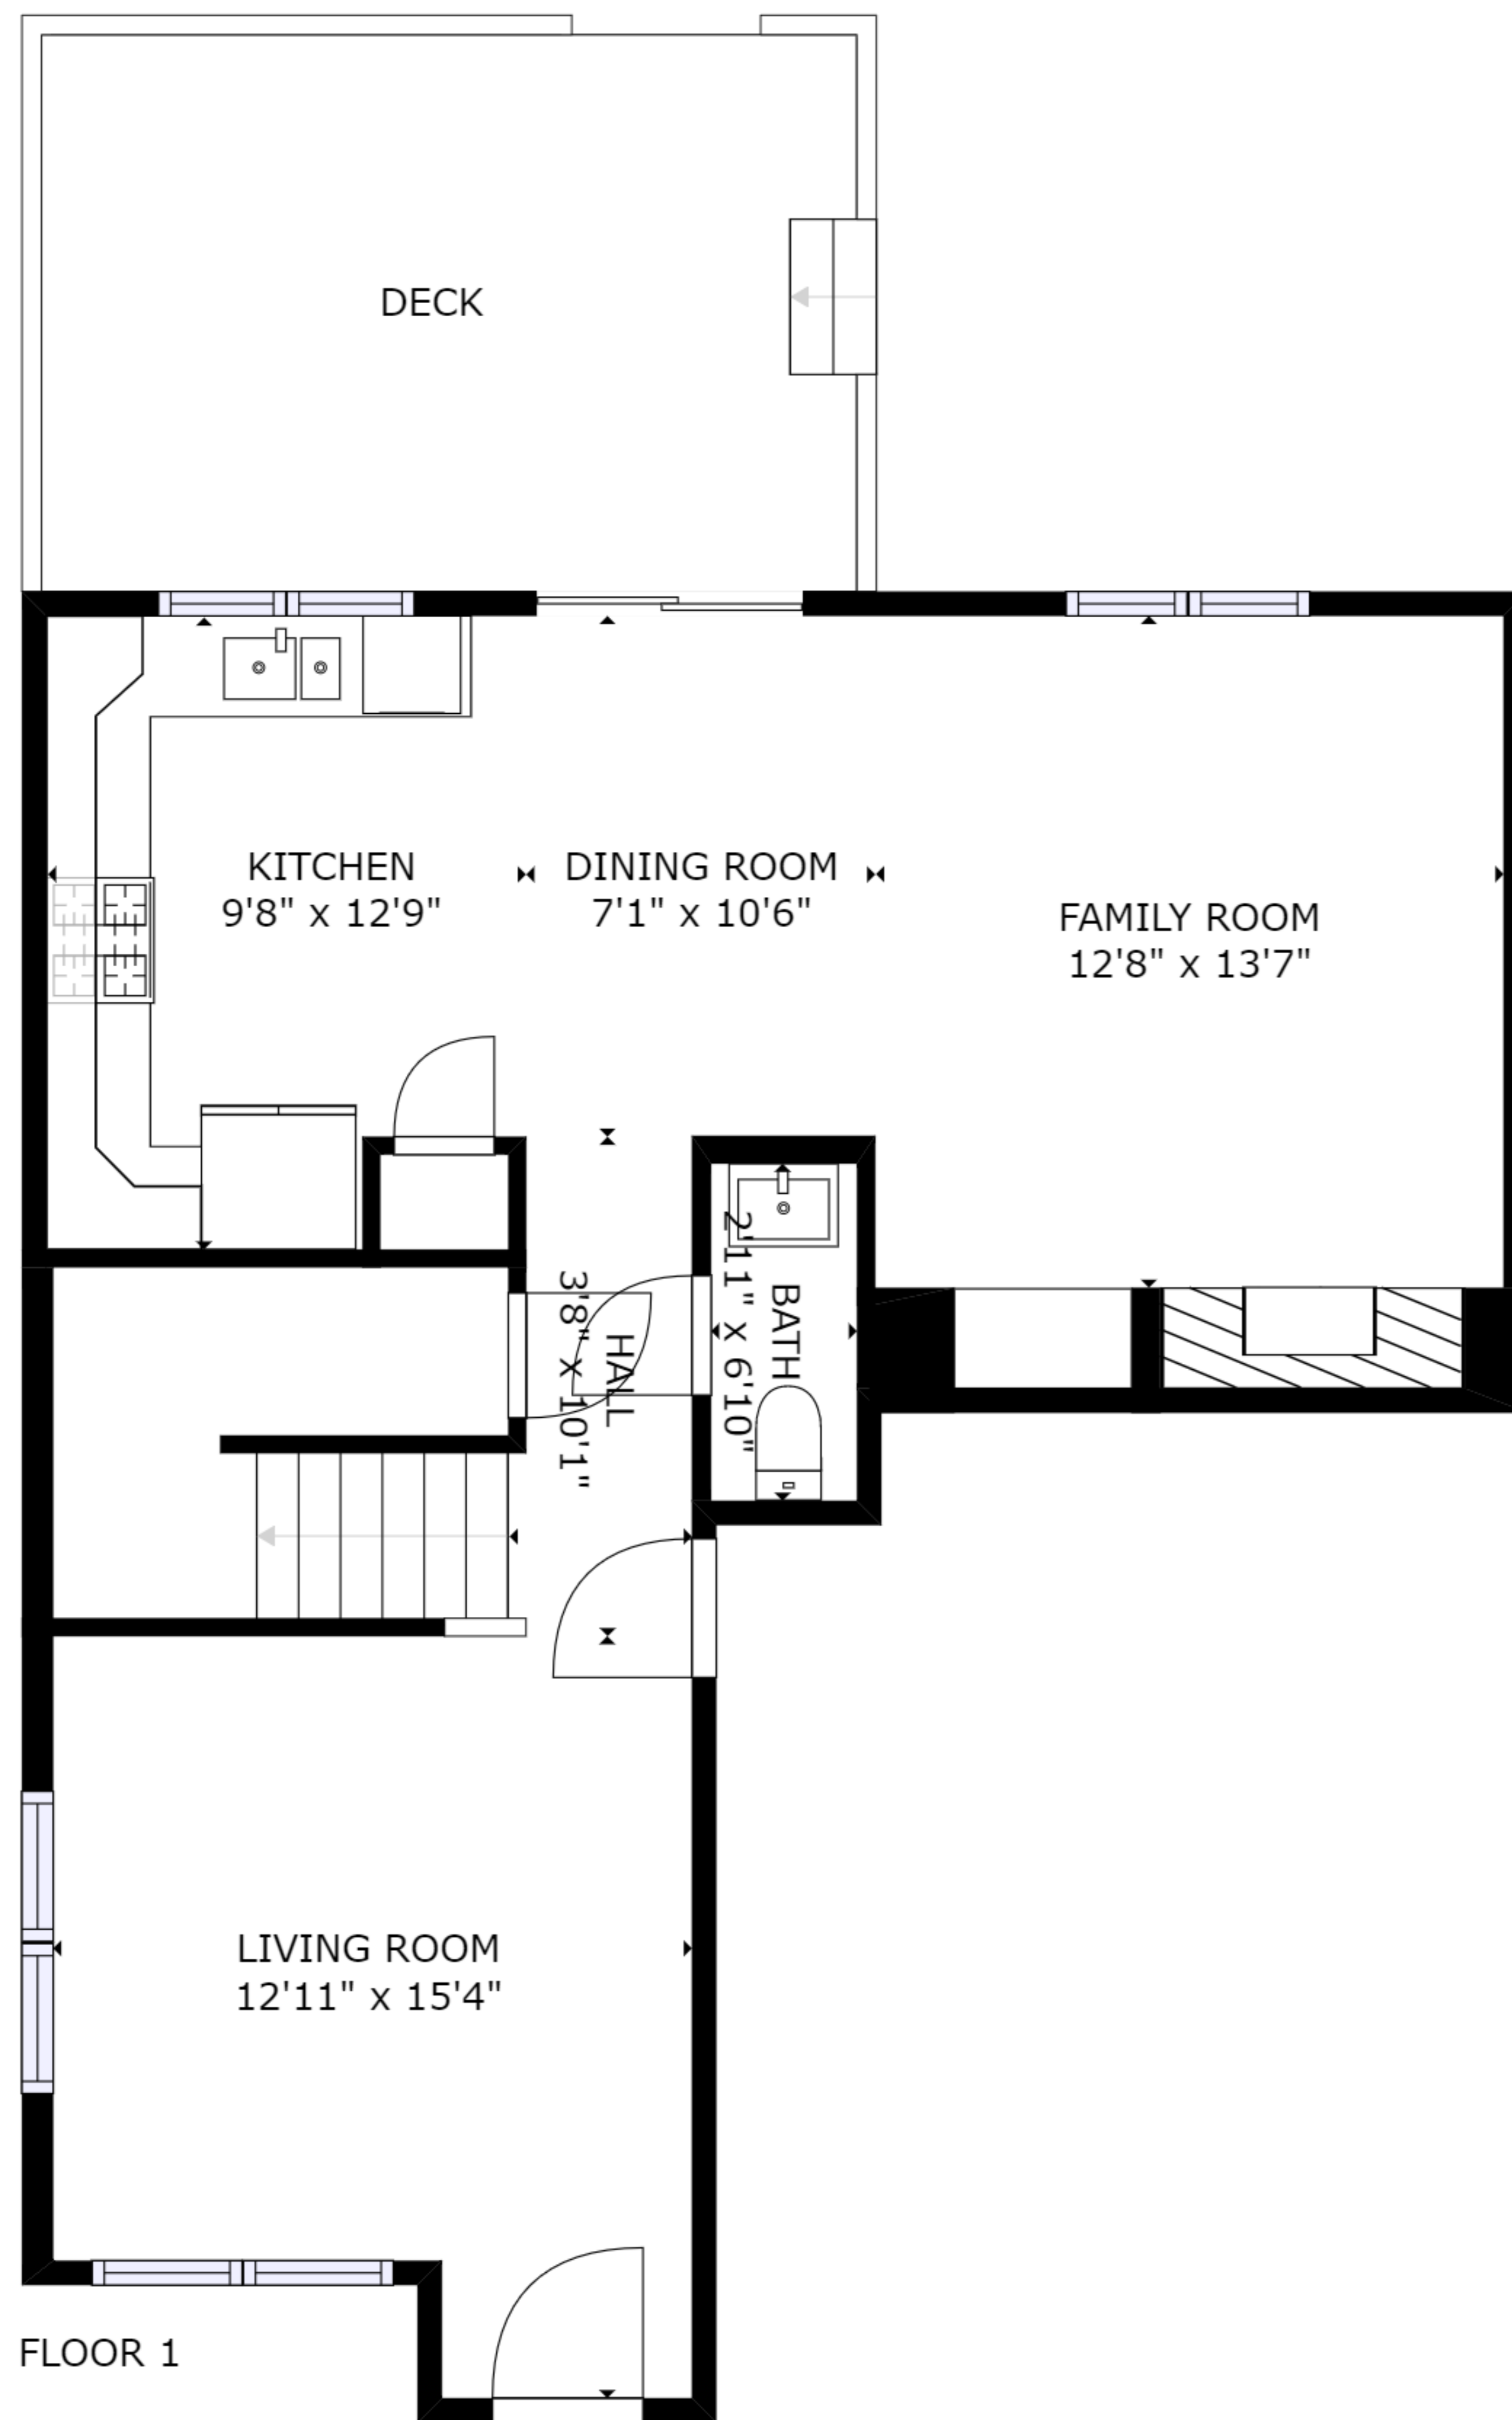 DECK
KITCHEN
9'8" x 12'9"
DINING ROOM
7'1" x 10'6"
FAMILY ROOM
12'8" x 13'7"
HALL
3'8" x 10'1"
BATH
2'11" x 6'10"
LIVING ROOM
12'11" x 15'4"
FLOOR 1